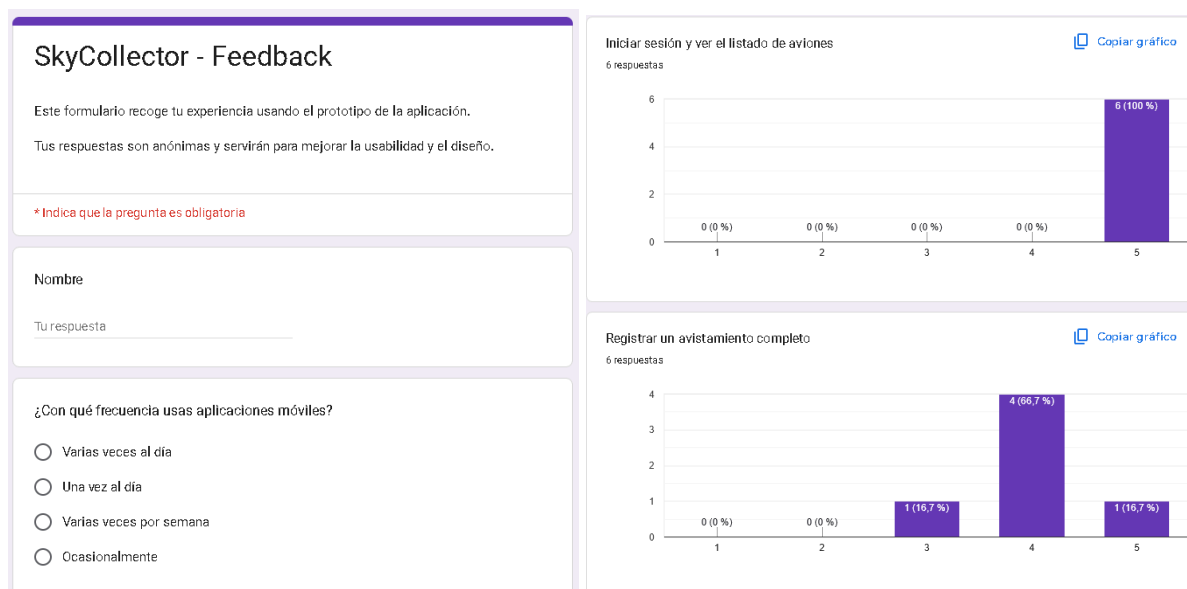 SkyCollector - Feedback
Este formulario recoge tu experiencia usando el prototipo de la aplicación.
Tus respuestas son anónimas y servirán para mejorar la usabilidad y el diseño.
* Indica que la pregunta es obligatoria
Nombre
Tu respuesta
¿Con qué frecuencia usas aplicaciones móviles?
Varias veces al día
Una vez al día
Varias veces por semana
Ocasionalmente
Iniciar sesión y ver el listado de aviones
Copiar gráfico
6 respuestas
6
4
2
0
6 (100 %)
0 (0 %) 0 (0 %) 0 (0 %) 0 (0 %)
1 2 3 4 5
Registrar un avistamiento completo
Copiar gráfico
6 respuestas
4
3
2
1
0
4 (66,7 %)
0 (0 %) 0 (0 %) 1 (16,7 %) 1 (16,7 %)
1 2 3 4 5